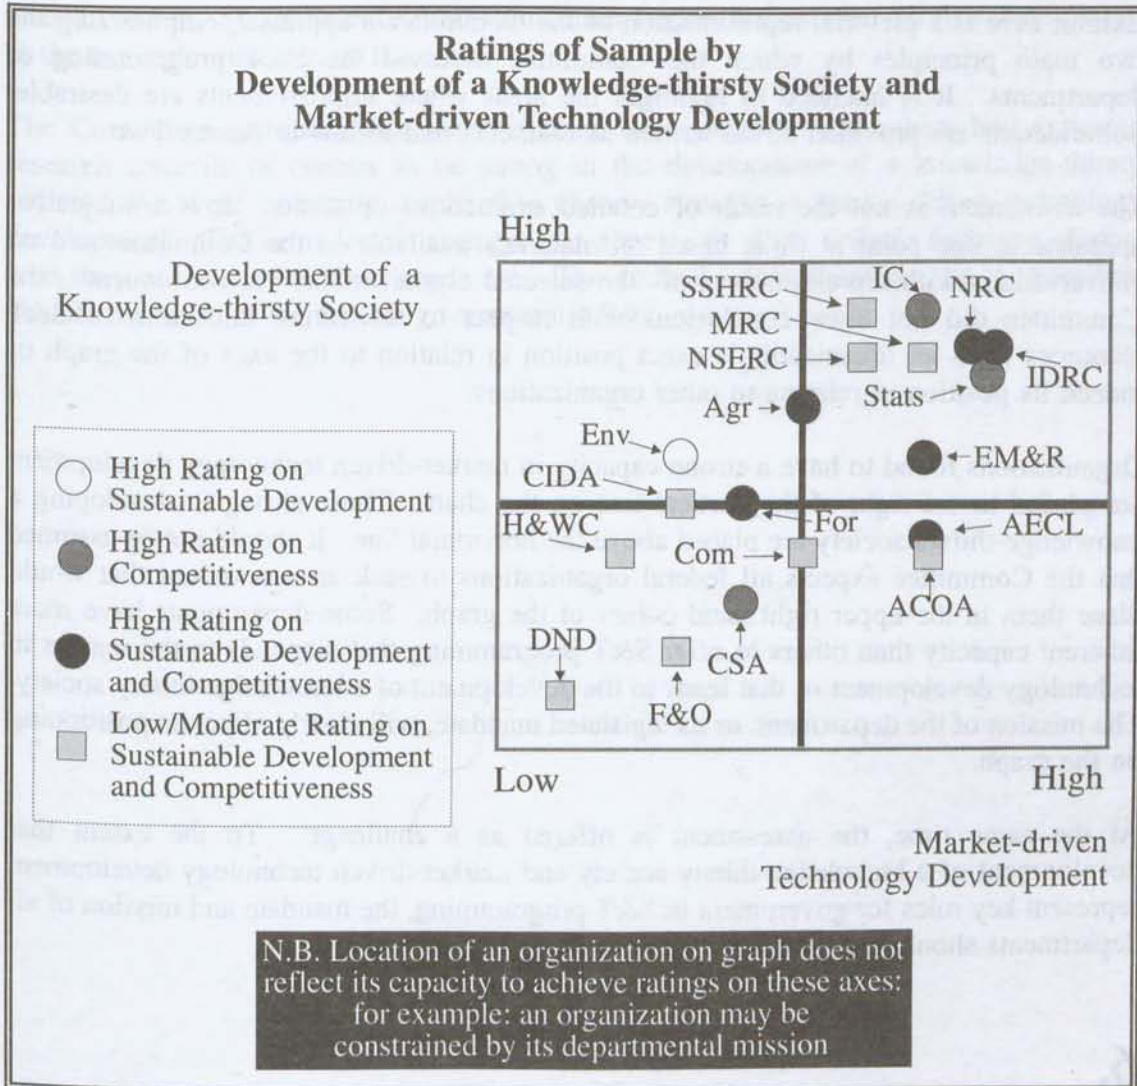 Ratings of Sample by
Development of a Knowledge-thirsty Society and
Market-driven Technology Development
High
Development of a
Knowledge-thirsty Society
SSHRC
IC
NRC
MRC
NSERC
IDRC
Stats
Agr
Env
EM&R
CIDA
H&WC
For
AECL
Com
ACOA
DND
CSA
F&O
High Rating on
Sustainable Development
High Rating on
Competitiveness
High Rating on
Sustainable Development
and Competitiveness
Low/Moderate Rating on
Sustainable Development
and Competitiveness
Low
High
Market-driven
Technology Development
N.B. Location of an organization on graph does not
reflect its capacity to achieve ratings on these axes:
for example: an organization may be
constrained by its departmental mission